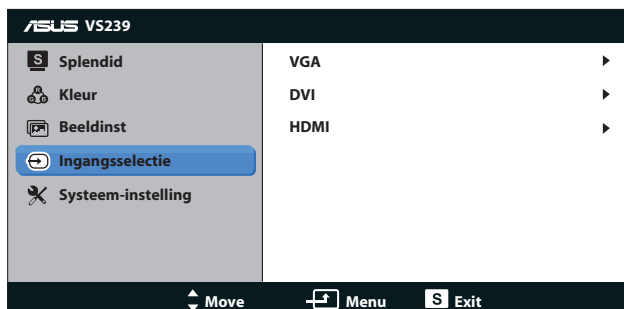 ASUS VS239
S Splendid
R G B Kleur
Beeldinst
Ingangsselectie
Systeem-instelling
VGA
DVI
HDMI
Move Menu S Exit